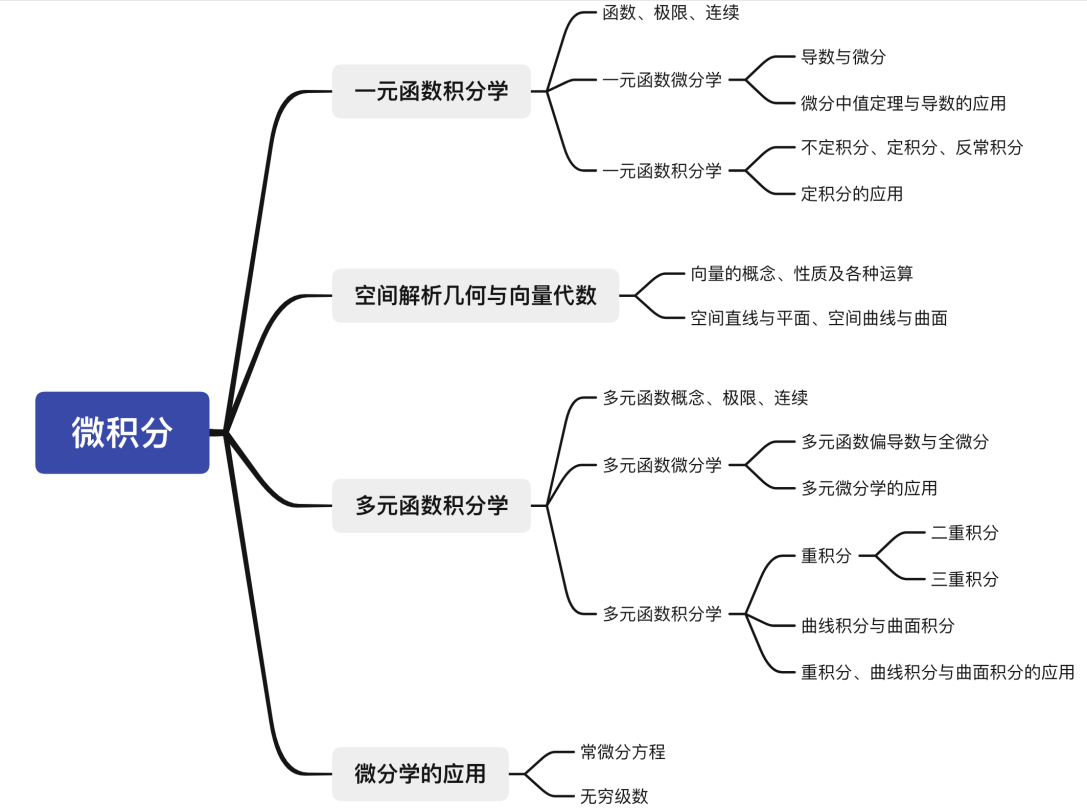 微积分
一元函数积分学
函数、极限、连续
一元函数微分学
导数与微分
微分中值定理与导数的应用
一元函数积分学
不定积分、定积分、反常积分
定积分的应用
空间解析几何与向量代数
向量的概念、性质及各种运算
空间直线与平面、空间曲线与曲面
多元函数积分学
多元函数概念、极限、连续
多元函数微分学
多元函数偏导数与全微分
多元微分学的应用
多元函数积分学
重积分
二重积分
三重积分
曲线积分与曲面积分
重积分、曲线积分与曲面积分的应用
微分学的应用
常微分方程
无穷级数